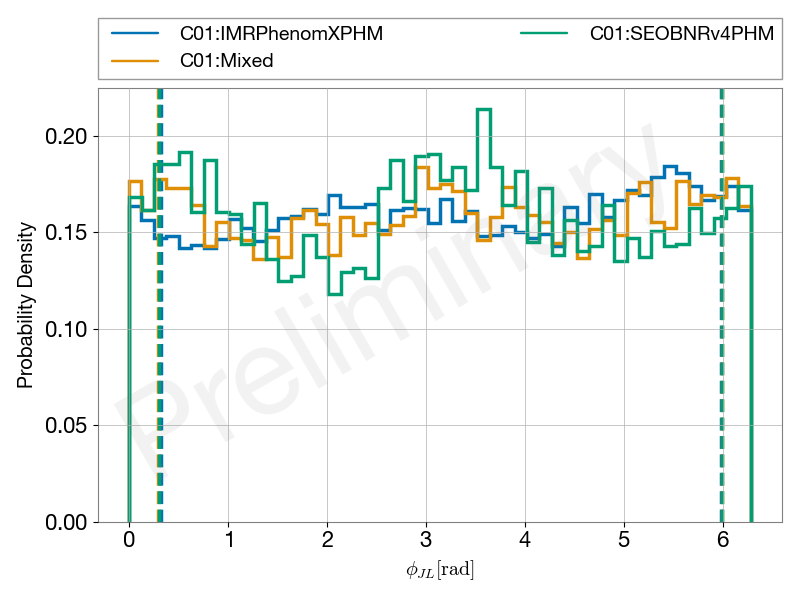 C01:IMRPhenomXPHM
C01:Mixed
C01:SEOBNRv4PHM
Preliminary
Probability Density
0.20
0.15
0.10
0.05
0.00
0 1 2 3 4 5 6
ϕ_JL[rad]